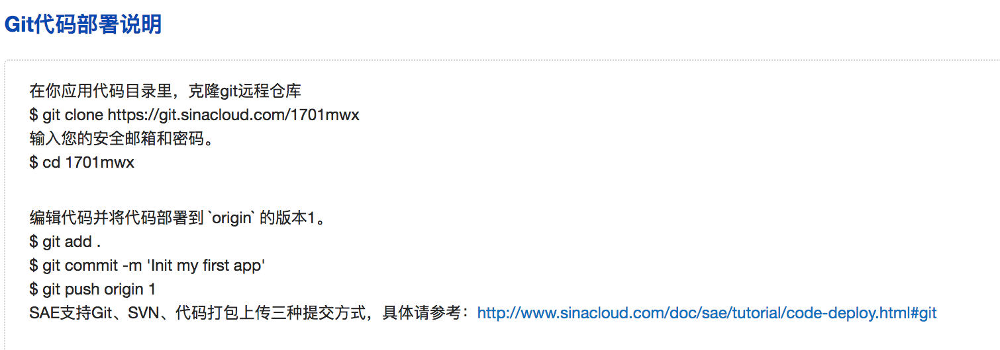 Git代码部署说明
在你应用代码目录里，克隆git远程仓库
$ git clone https://git.sinacloud.com/1701mwx
输入您的安全邮箱和密码。
$ cd 1701mwx
编辑代码并将代码部署到 `origin` 的版本1。
$ git add .
$ git commit -m 'Init my first app'
$ git push origin 1
SAE支持Git、SVN、代码打包上传三种提交方式，具体请参考：http://www.sinacloud.com/doc/sae/tutorial/code-deploy.html#git